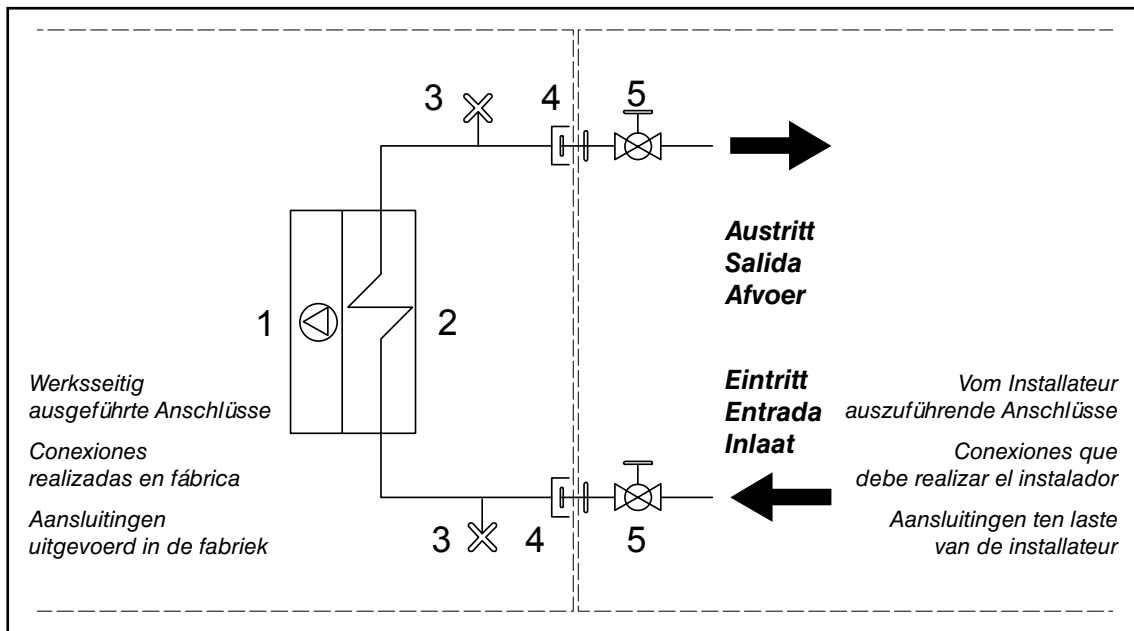 3
4
5
Austritt
Salida
Afvoer
1
2
Werksseitig
ausgeführte Anschlüsse
Conexiones
realizadas en fábrica
Aansluitingen
uitgevoerd in de fabriek
Eintritt
Entrada
Inlaat
Vom Installateur
auszuführende Anschlüsse
Conexiones que
debe realizar el instalador
Aansluitingen ten laste
van de installateur
3
4
5